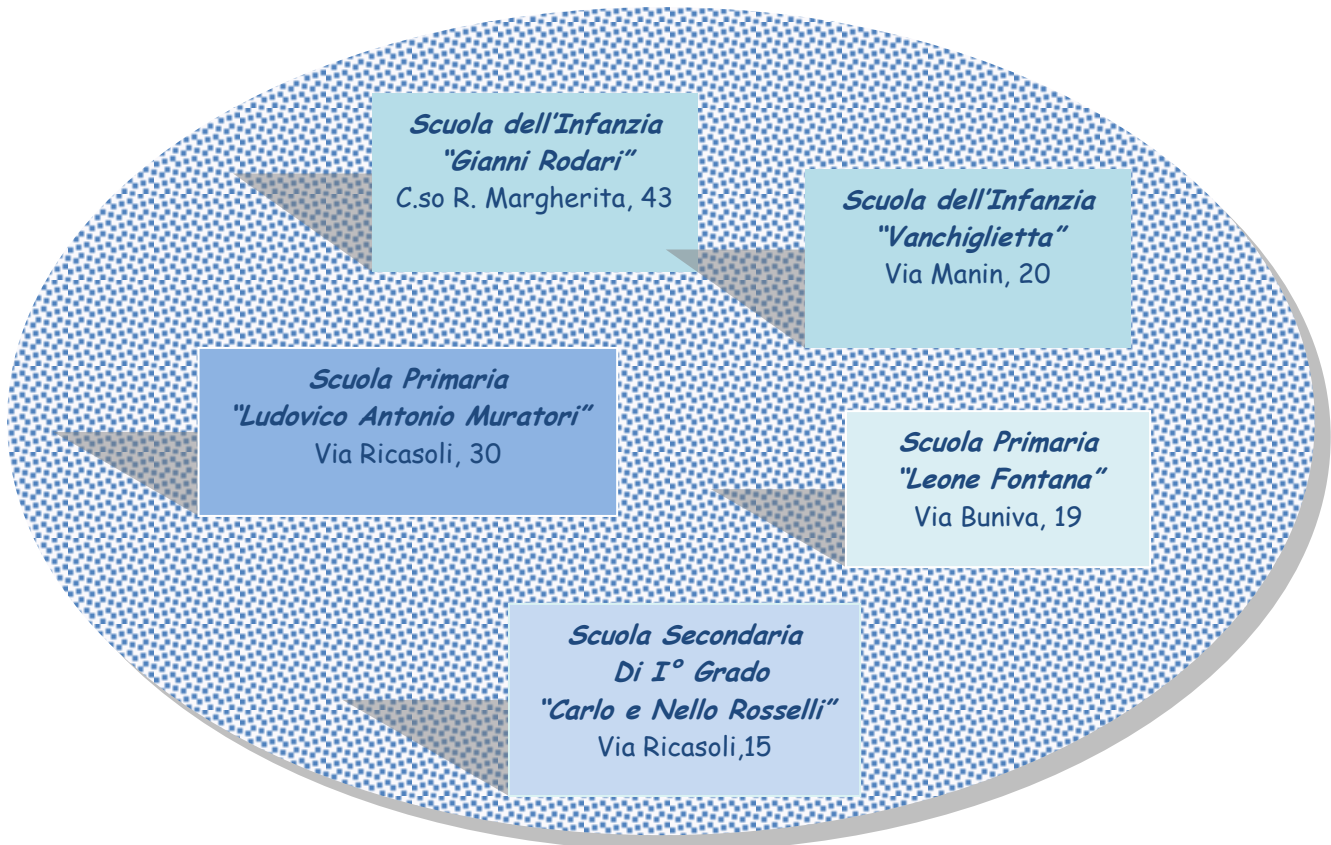 Scuola dell'Infanzia
"Gianni Rodari"
C.so R. Margherita, 43
Scuola dell'Infanzia
"Vanchiglietta"
Via Manin, 20
Scuola Primaria
"Ludovico Antonio Muratori"
Via Ricasoli, 30
Scuola Primaria
"Leone Fontana"
Via Buniva, 19
Scuola Secondaria
Di I° Grado
"Carlo e Nello Rosselli"
Via Ricasoli,15